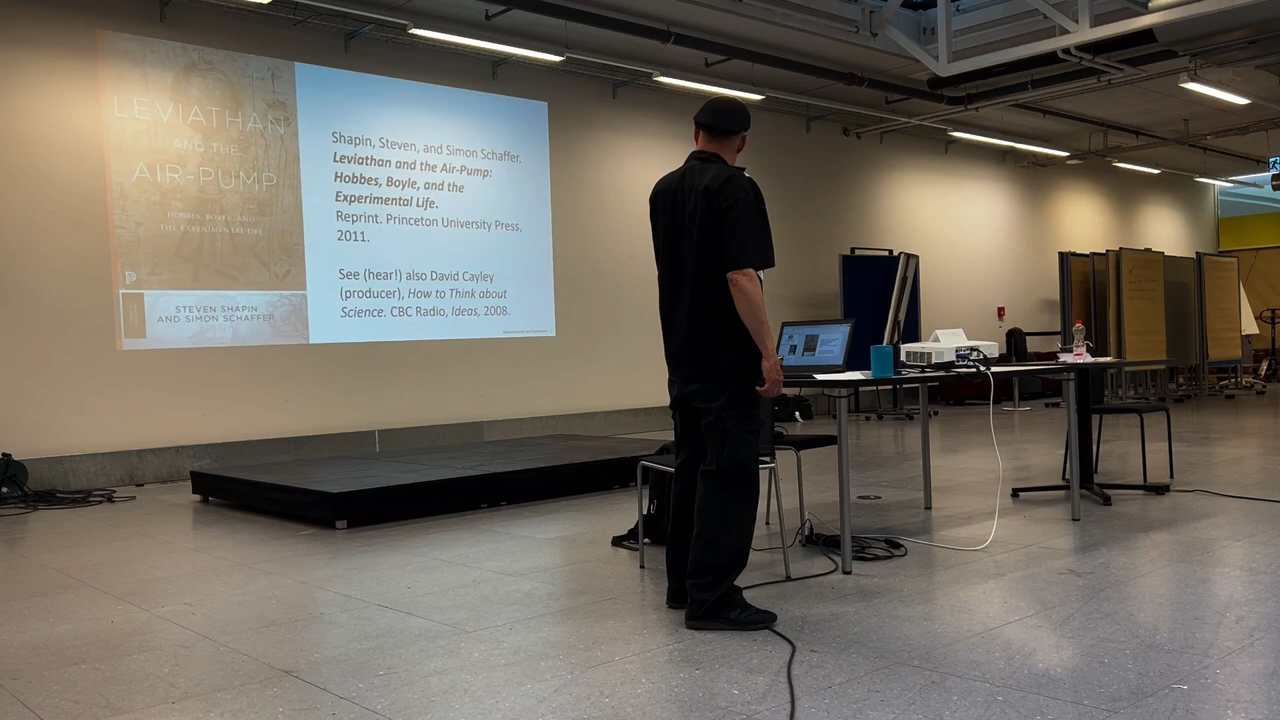 LEVIATHAN
AND THE
AIR-PUMP
HOBBES, BOYLE, AND
THE EXPERIMENTAL LIFE
STEVEN SHAPIN
AND SIMON SCHAFFER
Shapin, Steven, and Simon Schaffer.
Leviathan and the Air-Pump:
Hobbes, Boyle, and the
Experimental Life.
Reprint. Princeton University Press,
2011.
See (hear!) also David Cayley
(producer), How to Think about
Science. CBC Radio, Ideas, 2008.